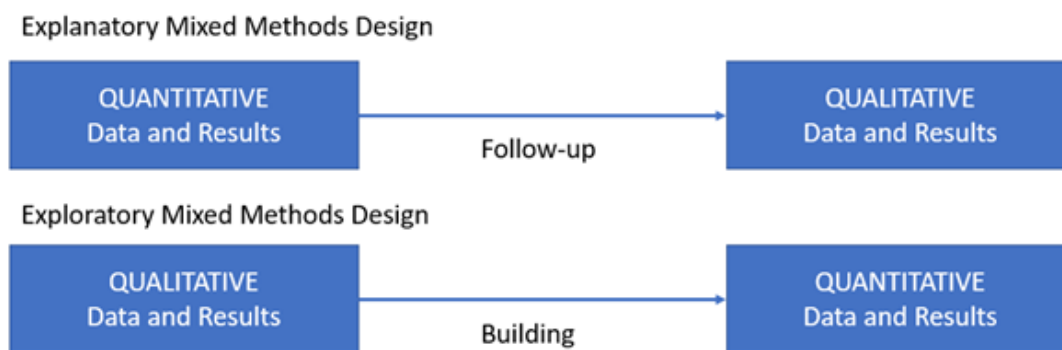 Explanatory Mixed Methods Design
QUANTITATIVE
Data and Results
Follow-up
QUALITATIVE
Data and Results
Exploratory Mixed Methods Design
QUALITATIVE
Data and Results
Building
QUANTITATIVE
Data and Results